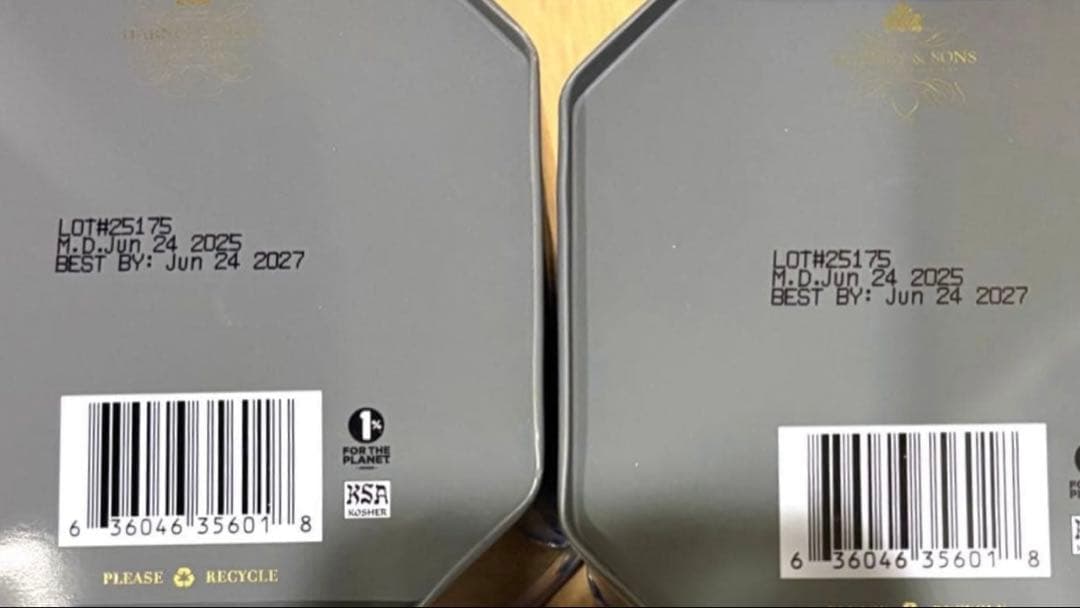 & SONS
LOT#25175
M.D.Jun 24 2025
BEST BY: Jun 24 2027
1%
FOR THE
PLANET
KSA
KOSHER
6 36046 35601 8
PLEASE RECYCLE
LOT#25175
M.D.Jun 24 2025
BEST BY: Jun 24 2027
6 36046 35601 8